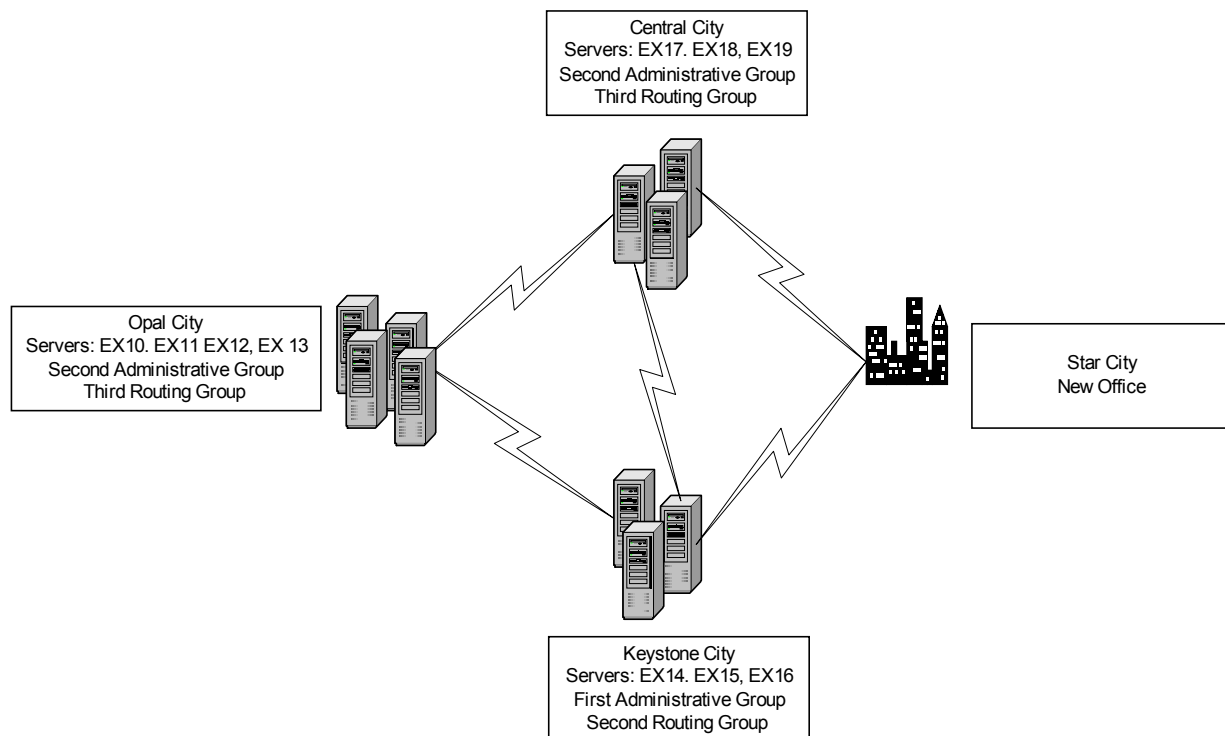 Central City
Servers: EX17. EX18, EX19
Second Administrative Group
Third Routing Group
Opal City
Servers: EX10. EX11 EX12, EX 13
Second Administrative Group
Third Routing Group
Star City
New Office
Keystone City
Servers: EX14. EX15, EX16
First Administrative Group
Second Routing Group